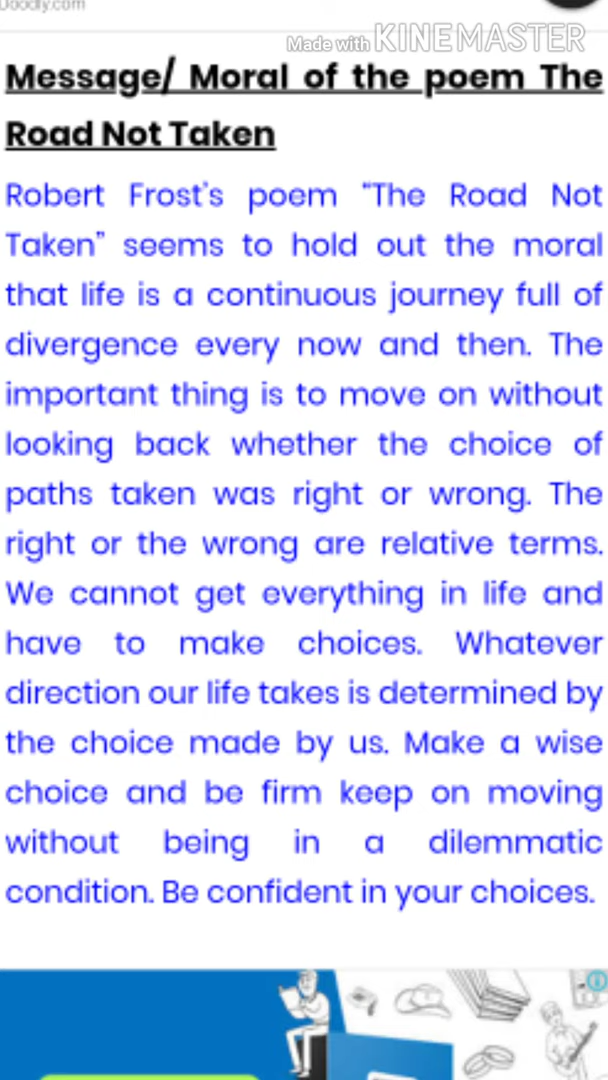 Doodly.com
Made with KINEMASTER
Message/ Moral of the poem The
Road Not Taken
Robert Frost's poem "The Road Not
Taken" seems to hold out the moral
that life is a continuous journey full of
divergence every now and then. The
important thing is to move on without
looking back whether the choice of
paths taken was right or wrong. The
right or the wrong are relative terms.
We cannot get everything in life and
have to make choices. Whatever
direction our life takes is determined by
the choice made by us. Make a wise
choice and be firm keep on moving
without being in a dilemmatic
condition. Be confident in your choices.